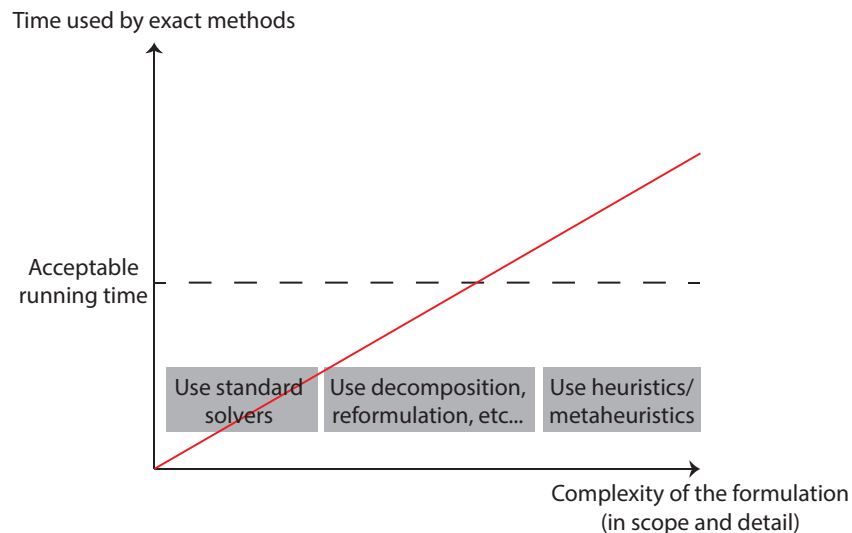 Time used by exact methods
Acceptable
running time
Use standard
solvers
Use decomposition,
reformulation, etc...
Use heuristics/
metaheuristics
Complexity of the formulation
(in scope and detail)